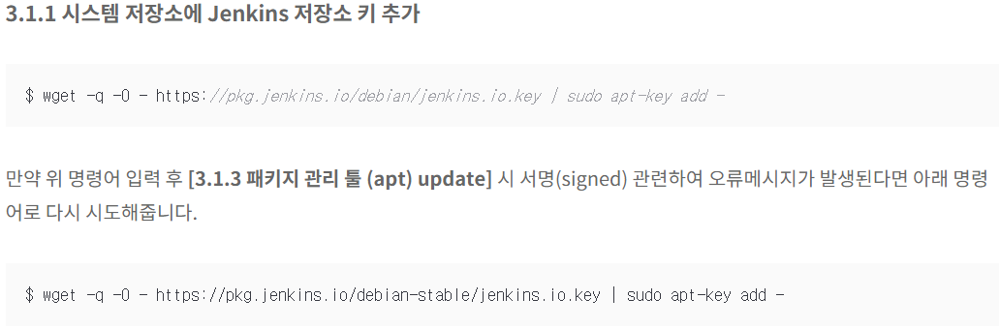 3.1.1 시스템 저장소에 Jenkins 저장소 키 추가
$ wget -q -O - https://pkg.jenkins.io/debian/jenkins.io.key | sudo apt-key add -
만약 위 명령어 입력 후 [3.1.3 패키지 관리 툴 (apt) update] 시 서명(signed) 관련하여 오류메시지가 발생된다면 아래 명령
어로 다시 시도해줍니다.
$ wget -q -O - https://pkg.jenkins.io/debian-stable/jenkins.io.key | sudo apt-key add -